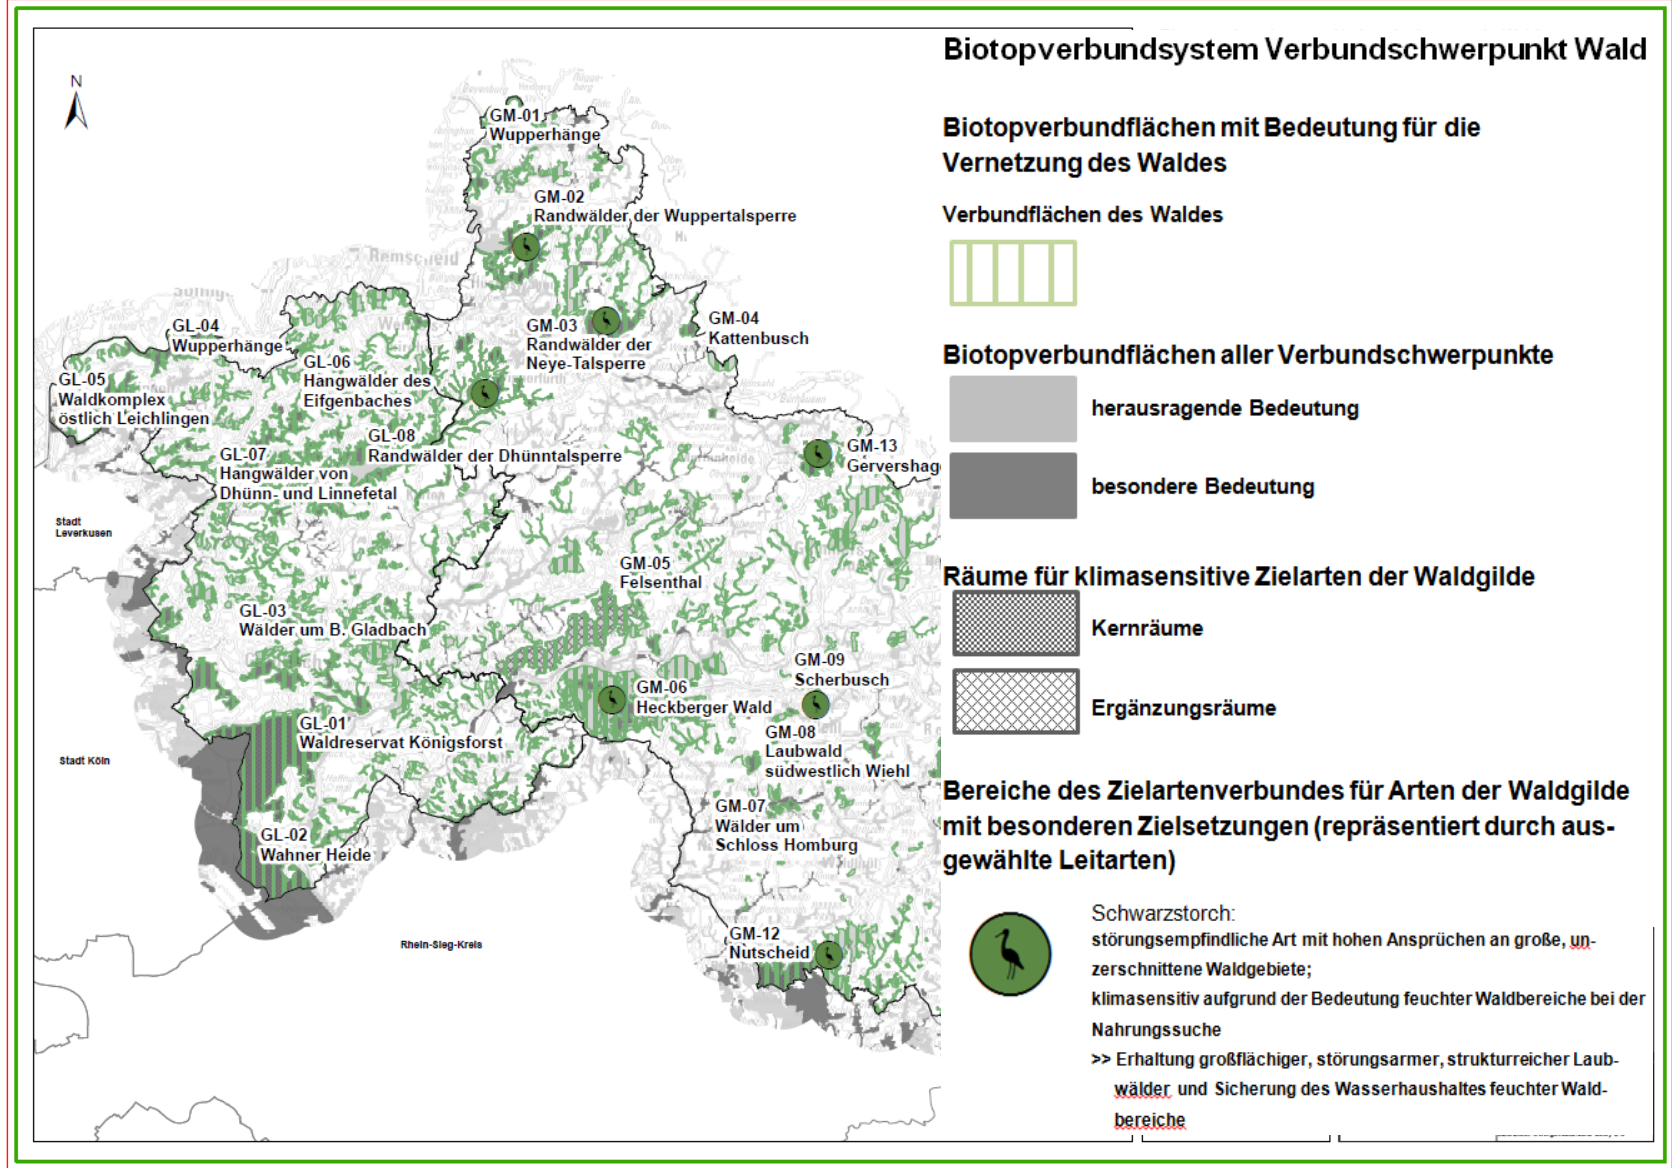 Biotopverbundsystem Verbundschwerpunkt Wald
Biotopverbundflächen mit Bedeutung für die
Vernetzung des Waldes
Verbundflächen des Waldes
Biotopverbundflächen aller Verbundschwerpunkte
herausragende Bedeutung
besondere Bedeutung
Räume für klimasensitive Zielarten der Waldgilde
Kernräume
Ergänzungsräume
Bereiche des Zielartenverbundes für Arten der Waldgilde
mit besonderen Zielsetzungen (repräsentiert durch aus-
gewählte Leitarten)
Schwarzstorch:
störungsempfindliche Art mit hohen Ansprüchen an große, un-
zerschnittene Waldgebiete;
klimasensitiv aufgrund der Bedeutung feuchter Waldbereiche bei der
Nahrungssuche
>> Erhaltung großflächiger, störungsarmer, strukturreicher Laub-
wälder und Sicherung des Wasserhaushaltes feuchter Wald-
bereiche
N
GM-01
Wupperhänge
GM-02
Randwälder der Wuppertalsperre
Remscheid
GM-03
Randwälder der
Neye-Talsperre
GM-04
Kattenbusch
GL-04
Wupperhänge
GL-05
Waldkomplex
östlich Leichlingen
GL-06
Hangwälder des
Eifgenbaches
GL-08
Randwälder der Dhünntalsperre
GL-07
Hangwälder von
Dhünn- und Linnefetal
GM-13
Gervershag
Stadt
Leverkusen
GM-05
Felsenthal
GL-03
Wälder um B. Gladbach
GM-09
Scherbusch
GM-06
Heckberger Wald
GL-01
Waldreservat Königsforst
GM-08
Laubwald
südwestlich Wiehl
Stadt Köln
GM-07
Wälder um
Schloss Homburg
GL-02
Wahner Heide
GM-12
Nutscheid
Rhein-Sieg-Kreis